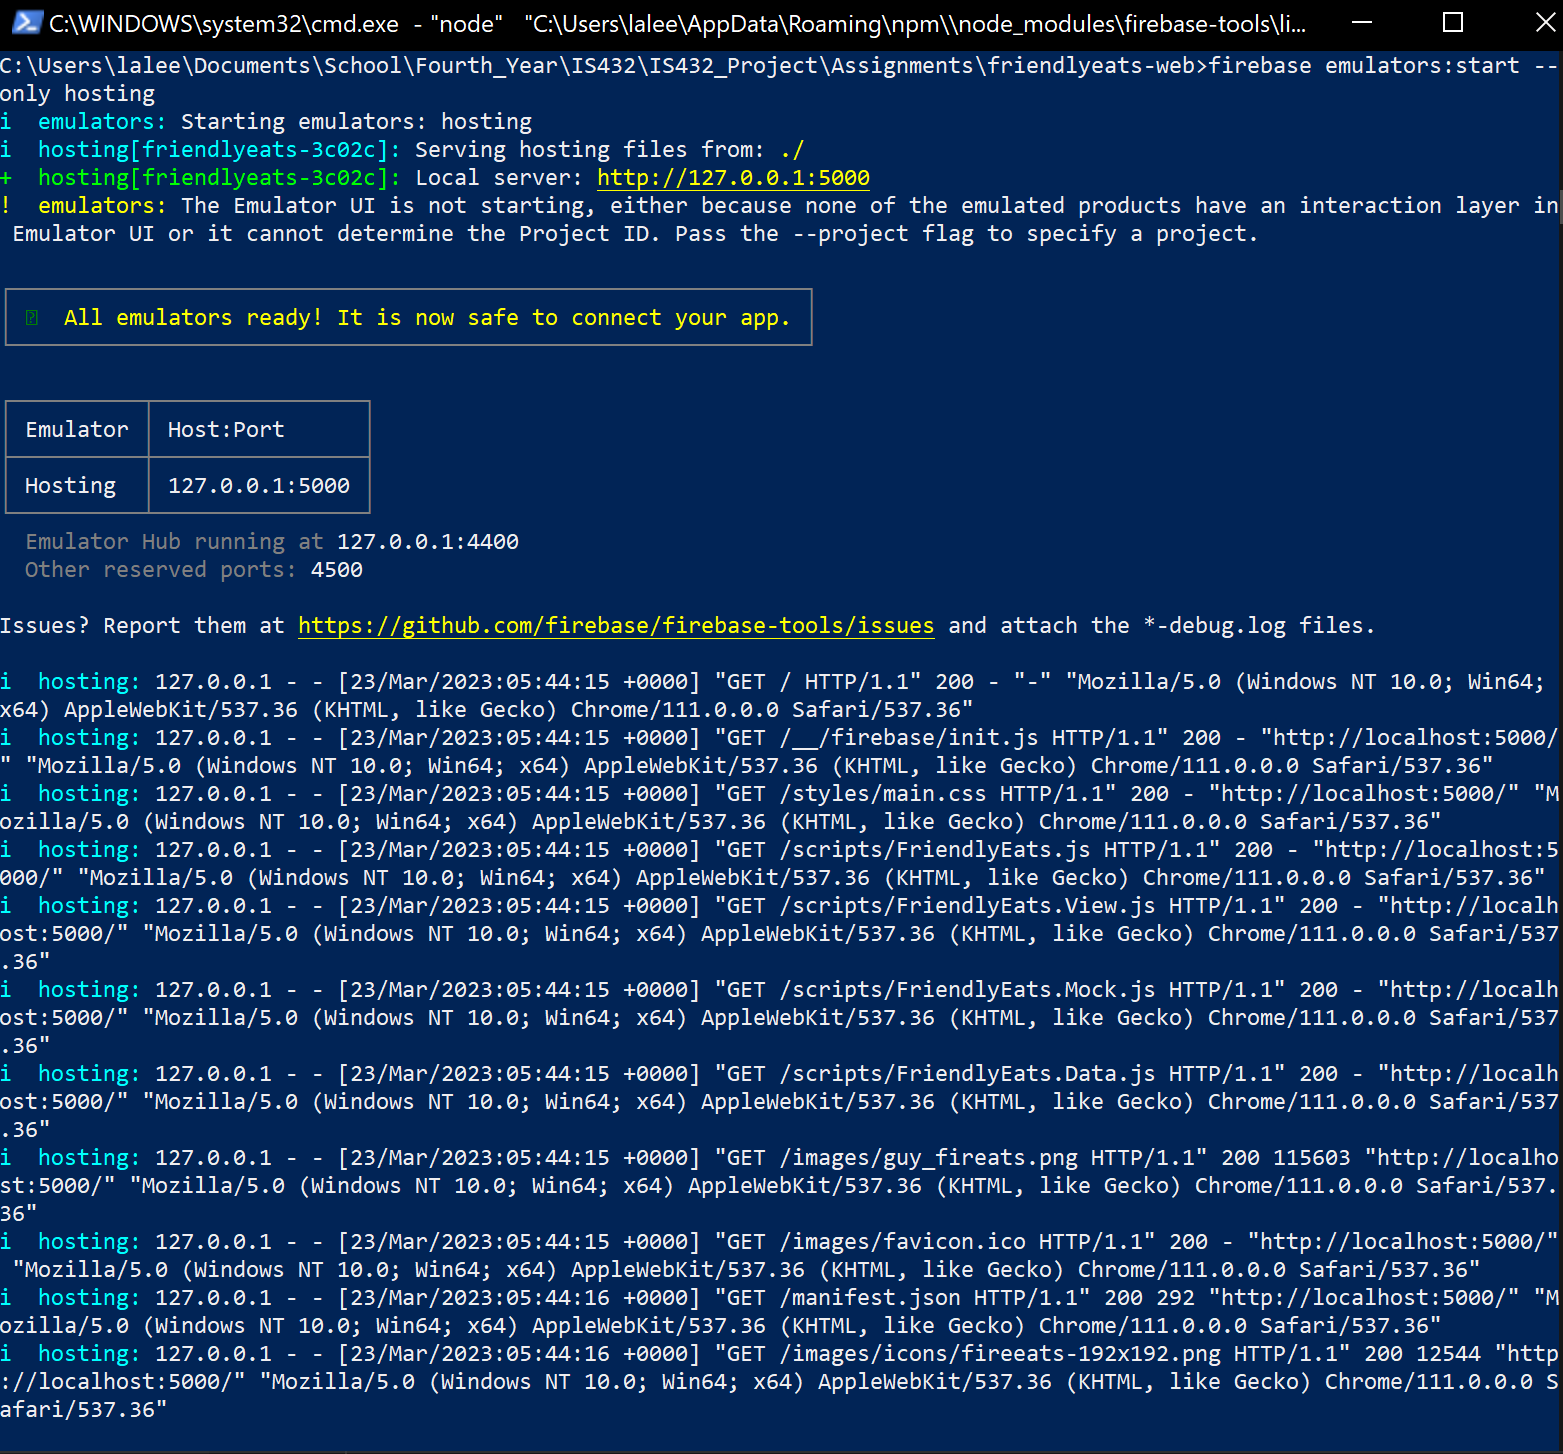 C:\WINDOWS\system32\cmd.exe - "node" "C:\Users\lalee\AppData\Roaming\npm\\node_modules\firebase-tools\li...
C:\Users\lalee\Documents\School\Fourth_Year\IS432\IS432_Project\Assignments\friendlyeats-web>firebase emulators:start --
only hosting
i  emulators: Starting emulators: hosting
i  hosting[friendlyeats-3c02c]: Serving hosting files from: ./
+  hosting[friendlyeats-3c02c]: Local server: http://127.0.0.1:5000
!  emulators: The Emulator UI is not starting, either because none of the emulated products have an interaction layer in
 Emulator UI or it cannot determine the Project ID. Pass the --project flag to specify a project.
All emulators ready! It is now safe to connect your app.
Emulator Host:Port
Hosting 127.0.0.1:5000
Emulator Hub running at 127.0.0.1:4400
Other reserved ports: 4500
Issues? Report them at https://github.com/firebase/firebase-tools/issues and attach the *-debug.log files.
i  hosting: 127.0.0.1 - - [23/Mar/2023:05:44:15 +0000] "GET / HTTP/1.1" 200 - "-" "Mozilla/5.0 (Windows NT 10.0; Win64;
x64) AppleWebKit/537.36 (KHTML, like Gecko) Chrome/111.0.0.0 Safari/537.36"
i  hosting: 127.0.0.1 - - [23/Mar/2023:05:44:15 +0000] "GET /__/firebase/init.js HTTP/1.1" 200 - "http://localhost:5000/
" "Mozilla/5.0 (Windows NT 10.0; Win64; x64) AppleWebKit/537.36 (KHTML, like Gecko) Chrome/111.0.0.0 Safari/537.36"
i  hosting: 127.0.0.1 - - [23/Mar/2023:05:44:15 +0000] "GET /styles/main.css HTTP/1.1" 200 - "http://localhost:5000/" "M
ozilla/5.0 (Windows NT 10.0; Win64; x64) AppleWebKit/537.36 (KHTML, like Gecko) Chrome/111.0.0.0 Safari/537.36"
i  hosting: 127.0.0.1 - - [23/Mar/2023:05:44:15 +0000] "GET /scripts/FriendlyEats.js HTTP/1.1" 200 - "http://localhost:5
000/" "Mozilla/5.0 (Windows NT 10.0; Win64; x64) AppleWebKit/537.36 (KHTML, like Gecko) Chrome/111.0.0.0 Safari/537.36"
i  hosting: 127.0.0.1 - - [23/Mar/2023:05:44:15 +0000] "GET /scripts/FriendlyEats.View.js HTTP/1.1" 200 - "http://localh
ost:5000/" "Mozilla/5.0 (Windows NT 10.0; Win64; x64) AppleWebKit/537.36 (KHTML, like Gecko) Chrome/111.0.0.0 Safari/537
.36"
i  hosting: 127.0.0.1 - - [23/Mar/2023:05:44:15 +0000] "GET /scripts/FriendlyEats.Mock.js HTTP/1.1" 200 - "http://localh
ost:5000/" "Mozilla/5.0 (Windows NT 10.0; Win64; x64) AppleWebKit/537.36 (KHTML, like Gecko) Chrome/111.0.0.0 Safari/537
.36"
i  hosting: 127.0.0.1 - - [23/Mar/2023:05:44:15 +0000] "GET /scripts/FriendlyEats.Data.js HTTP/1.1" 200 - "http://localh
ost:5000/" "Mozilla/5.0 (Windows NT 10.0; Win64; x64) AppleWebKit/537.36 (KHTML, like Gecko) Chrome/111.0.0.0 Safari/537
.36"
i  hosting: 127.0.0.1 - - [23/Mar/2023:05:44:15 +0000] "GET /images/guy_fireats.png HTTP/1.1" 200 115603 "http://localho
st:5000/" "Mozilla/5.0 (Windows NT 10.0; Win64; x64) AppleWebKit/537.36 (KHTML, like Gecko) Chrome/111.0.0.0 Safari/537.
36"
i  hosting: 127.0.0.1 - - [23/Mar/2023:05:44:15 +0000] "GET /images/favicon.ico HTTP/1.1" 200 - "http://localhost:5000/"
 "Mozilla/5.0 (Windows NT 10.0; Win64; x64) AppleWebKit/537.36 (KHTML, like Gecko) Chrome/111.0.0.0 Safari/537.36"
i  hosting: 127.0.0.1 - - [23/Mar/2023:05:44:16 +0000] "GET /manifest.json HTTP/1.1" 200 292 "http://localhost:5000/" "M
ozilla/5.0 (Windows NT 10.0; Win64; x64) AppleWebKit/537.36 (KHTML, like Gecko) Chrome/111.0.0.0 Safari/537.36"
i  hosting: 127.0.0.1 - - [23/Mar/2023:05:44:16 +0000] "GET /images/icons/fireeats-192x192.png HTTP/1.1" 200 12544 "http
://localhost:5000/" "Mozilla/5.0 (Windows NT 10.0; Win64; x64) AppleWebKit/537.36 (KHTML, like Gecko) Chrome/111.0.0.0 S
afari/537.36"